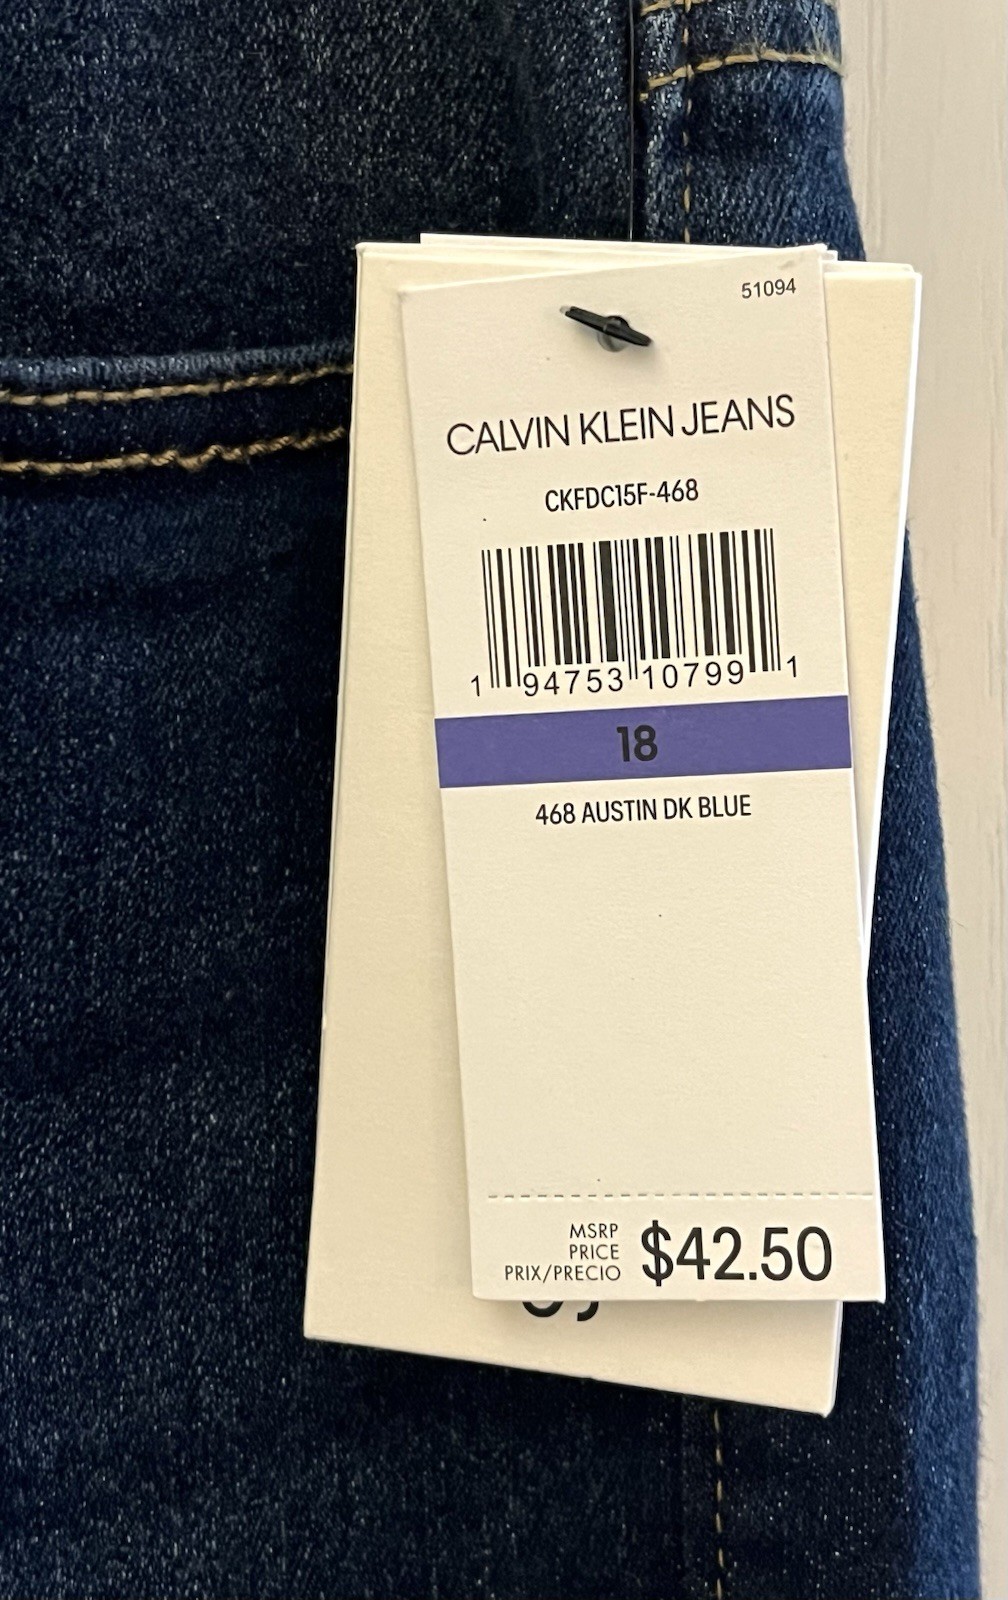 51094
CALVIN KLEIN JEANS
CKFDC15F-468
1 94753 10799 1
18
468 AUSTIN DK BLUE
MSRP
PRICE
PRIX/PRECIO $42.50